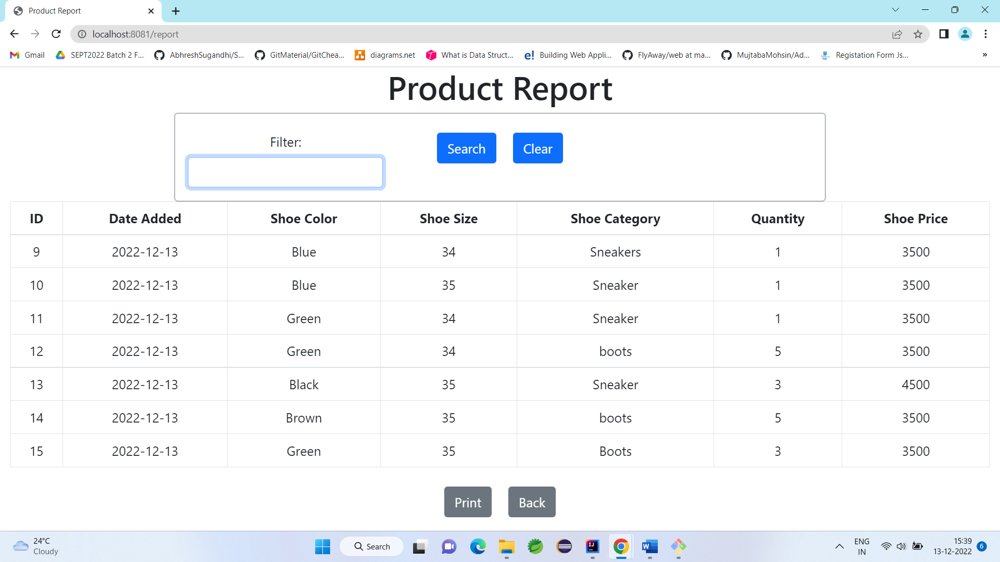 Product Report
localhost:8081/report
Gmail SEPT2022 Batch 2 F... AbhreshSugandhi/S... GitMaterial/GitChea... diagrams.net What is Data Struct... e! Building Web Appli... FlyAway/web at ma... MujtabaMohsin/Ad... Registation Form Js... »
Product Report
Filter: Search Clear
ID Date Added Shoe Color Shoe Size Shoe Category Quantity Shoe Price
9 2022-12-13 Blue 34 Sneakers 1 3500
10 2022-12-13 Blue 35 Sneaker 1 3500
11 2022-12-13 Green 34 Sneaker 1 3500
12 2022-12-13 Green 34 boots 5 3500
13 2022-12-13 Black 35 Sneaker 3 4500
14 2022-12-13 Brown 35 boots 5 3500
15 2022-12-13 Green 35 Boots 3 3500
Print Back
24°C
Cloudy
Search
IJ
W
ENG
IN
15:39
13-12-2022
6